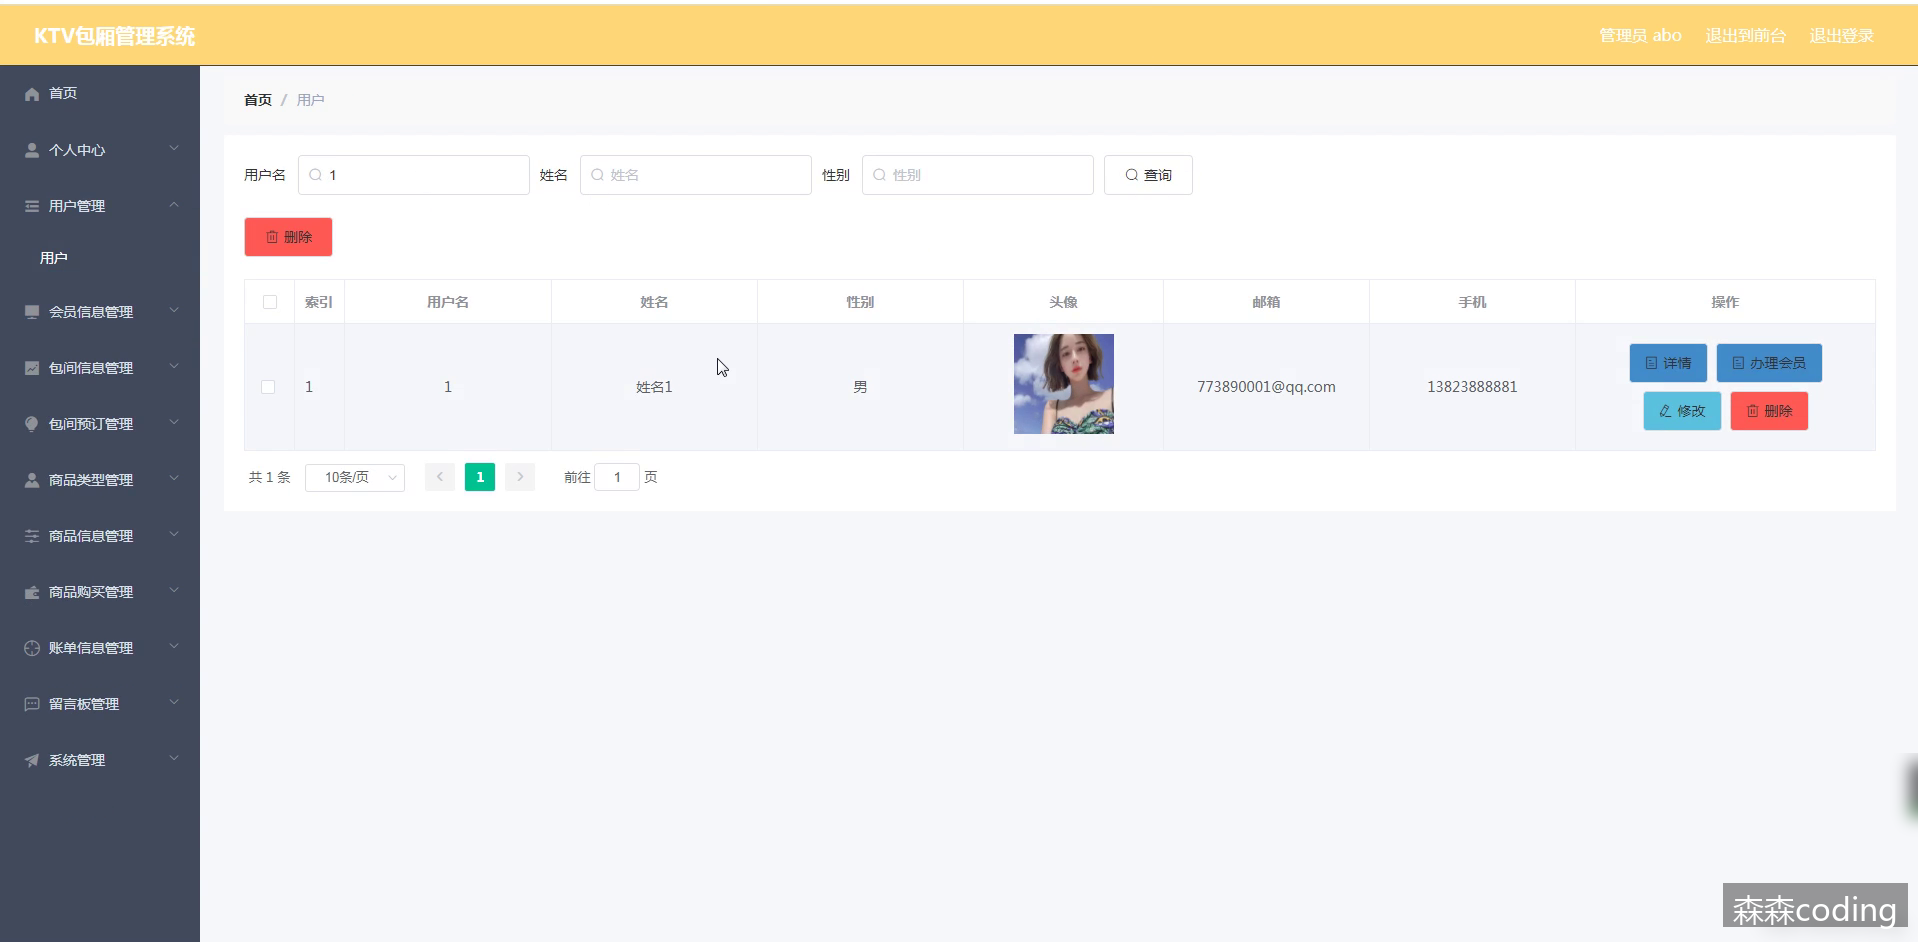 KTV包厢管理系统
管理员 abo 退出到前台 退出登录
首页
个人中心
用户管理
用户
会员信息管理
包间信息管理
包间预订管理
商品类型管理
商品信息管理
商品购买管理
账单信息管理
留言板管理
系统管理
首页 / 用户
用户名 1 姓名 姓名 性别 性别 查询
删除
索引 用户名 姓名 性别 头像 邮箱 手机 操作
1 1 姓名1 男 773890001@qq.com 13823888881 详情 办理会员
修改 删除
共 1 条 10条/页 1 前往 1 页
森森coding